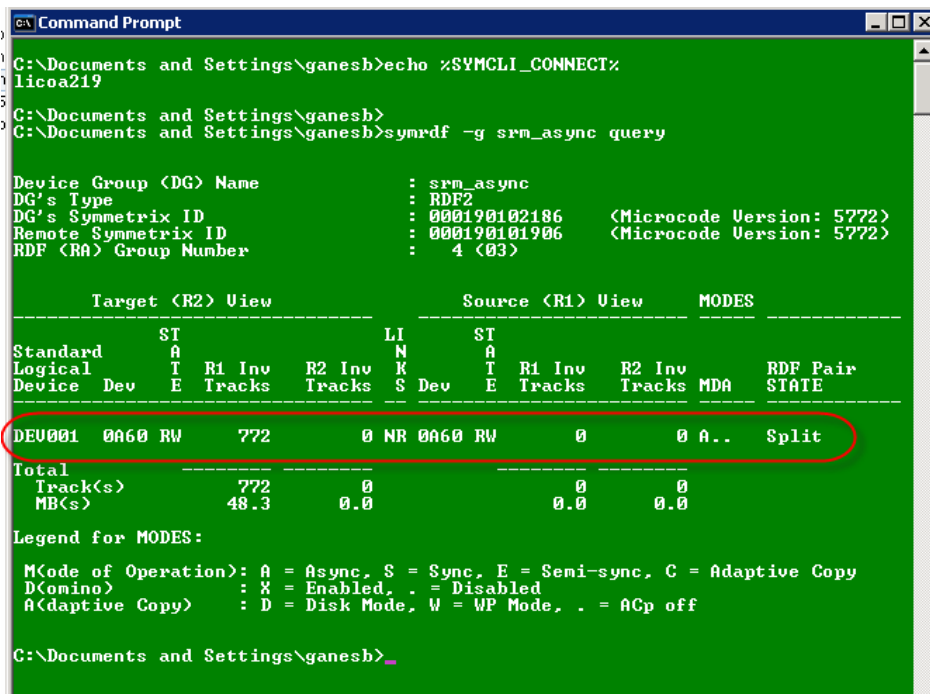 Command Prompt
C:\Documents and Settings\ganesb>echo %SYMCLI_CONNECT%
licoa219
C:\Documents and Settings\ganesb>
C:\Documents and Settings\ganesb>symrdf -g srm_async query
Device Group (DG) Name : srm_async
DG's Type : RDF2
DG's Symmetrix ID : 000190102186 (Microcode Version: 5772)
Remote Symmetrix ID : 000190101906 (Microcode Version: 5772)
RDF (RA) Group Number : 4 (03)
Target (R2) View Source (R1) View MODES
ST LI ST
Standard A N A
Logical T R1 Inv R2 Inv K T R1 Inv R2 Inv RDF Pair
Device Dev E Tracks Tracks S Dev E Tracks Tracks MDA STATE
DEV001 0A60 RW 772 0 NR 0A60 RW 0 0 A.. Split
Total
Track(s) 772 0 0 0
MB(s) 48.3 0.0 0.0 0.0
Legend for MODES:
M(ode of Operation): A = Async, S = Sync, E = Semi-sync, C = Adaptive Copy
D(omino) : X = Enabled, . = Disabled
A(daptive Copy) : D = Disk Mode, W = WP Mode, . = ACp off
C:\Documents and Settings\ganesb>_